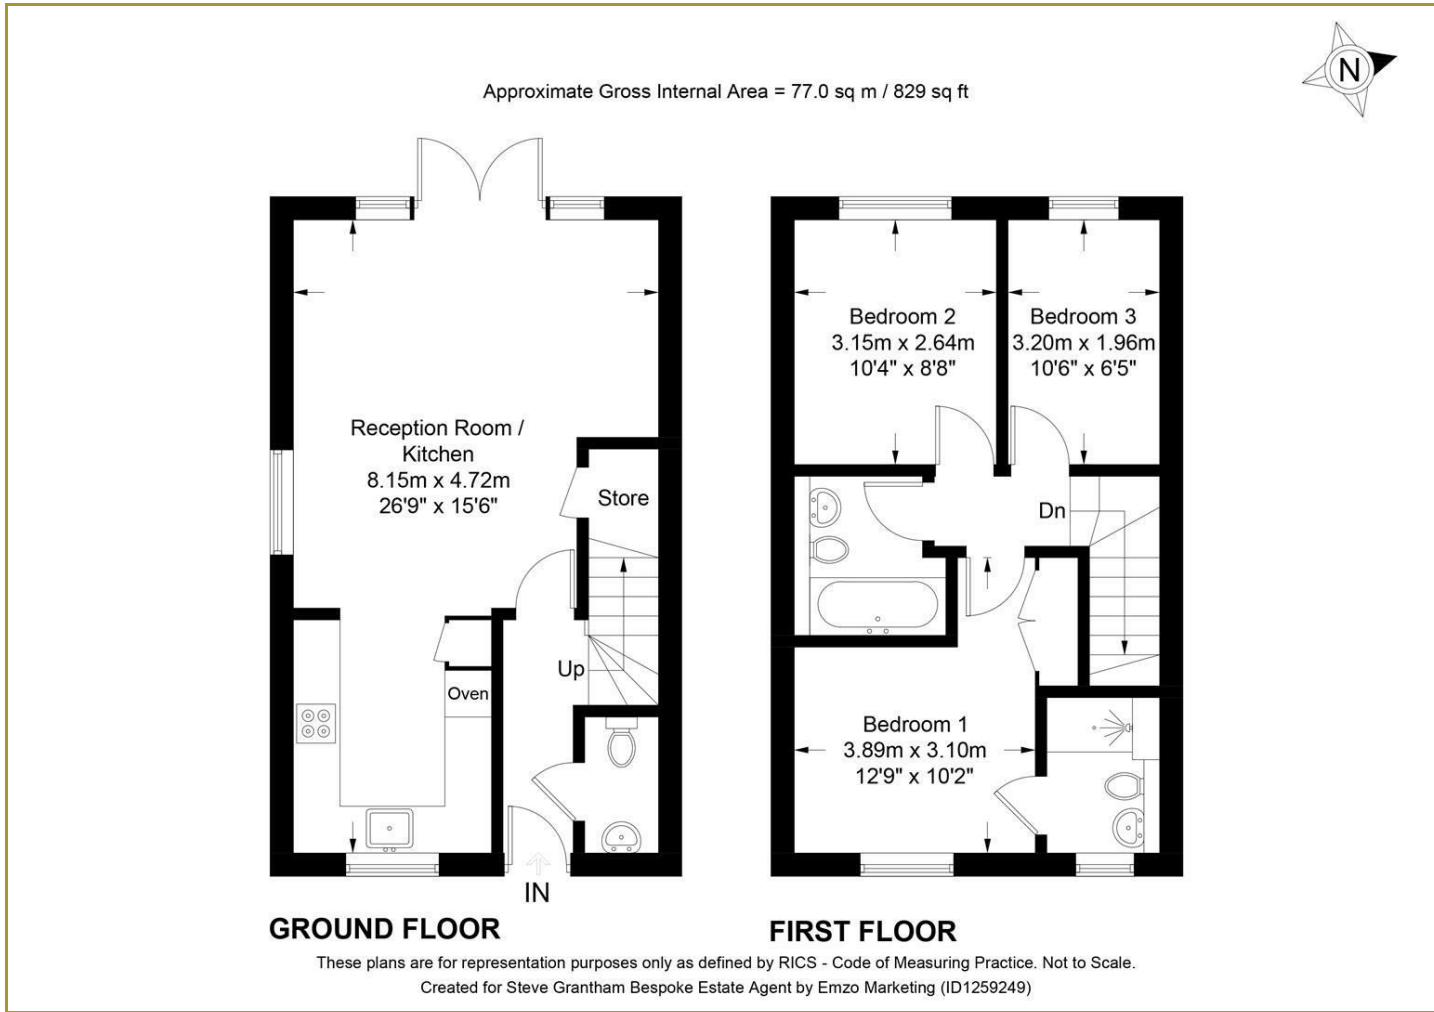 N
Approximate Gross Internal Area = 77.0 sq m / 829 sq ft
Reception Room /
Kitchen
8.15m x 4.72m
26'9" x 15'6"
Store
Up
Oven
IN
GROUND FLOOR
Bedroom 2
3.15m x 2.64m
10'4" x 8'8"
Bedroom 3
3.20m x 1.96m
10'6" x 6'5"
Dn
Bedroom 1
3.89m x 3.10m
12'9" x 10'2"
FIRST FLOOR
These plans are for representation purposes only as defined by RICS - Code of Measuring Practice. Not to Scale.
Created for Steve Grantham Bespoke Estate Agent by Emzo Marketing (ID1259249)